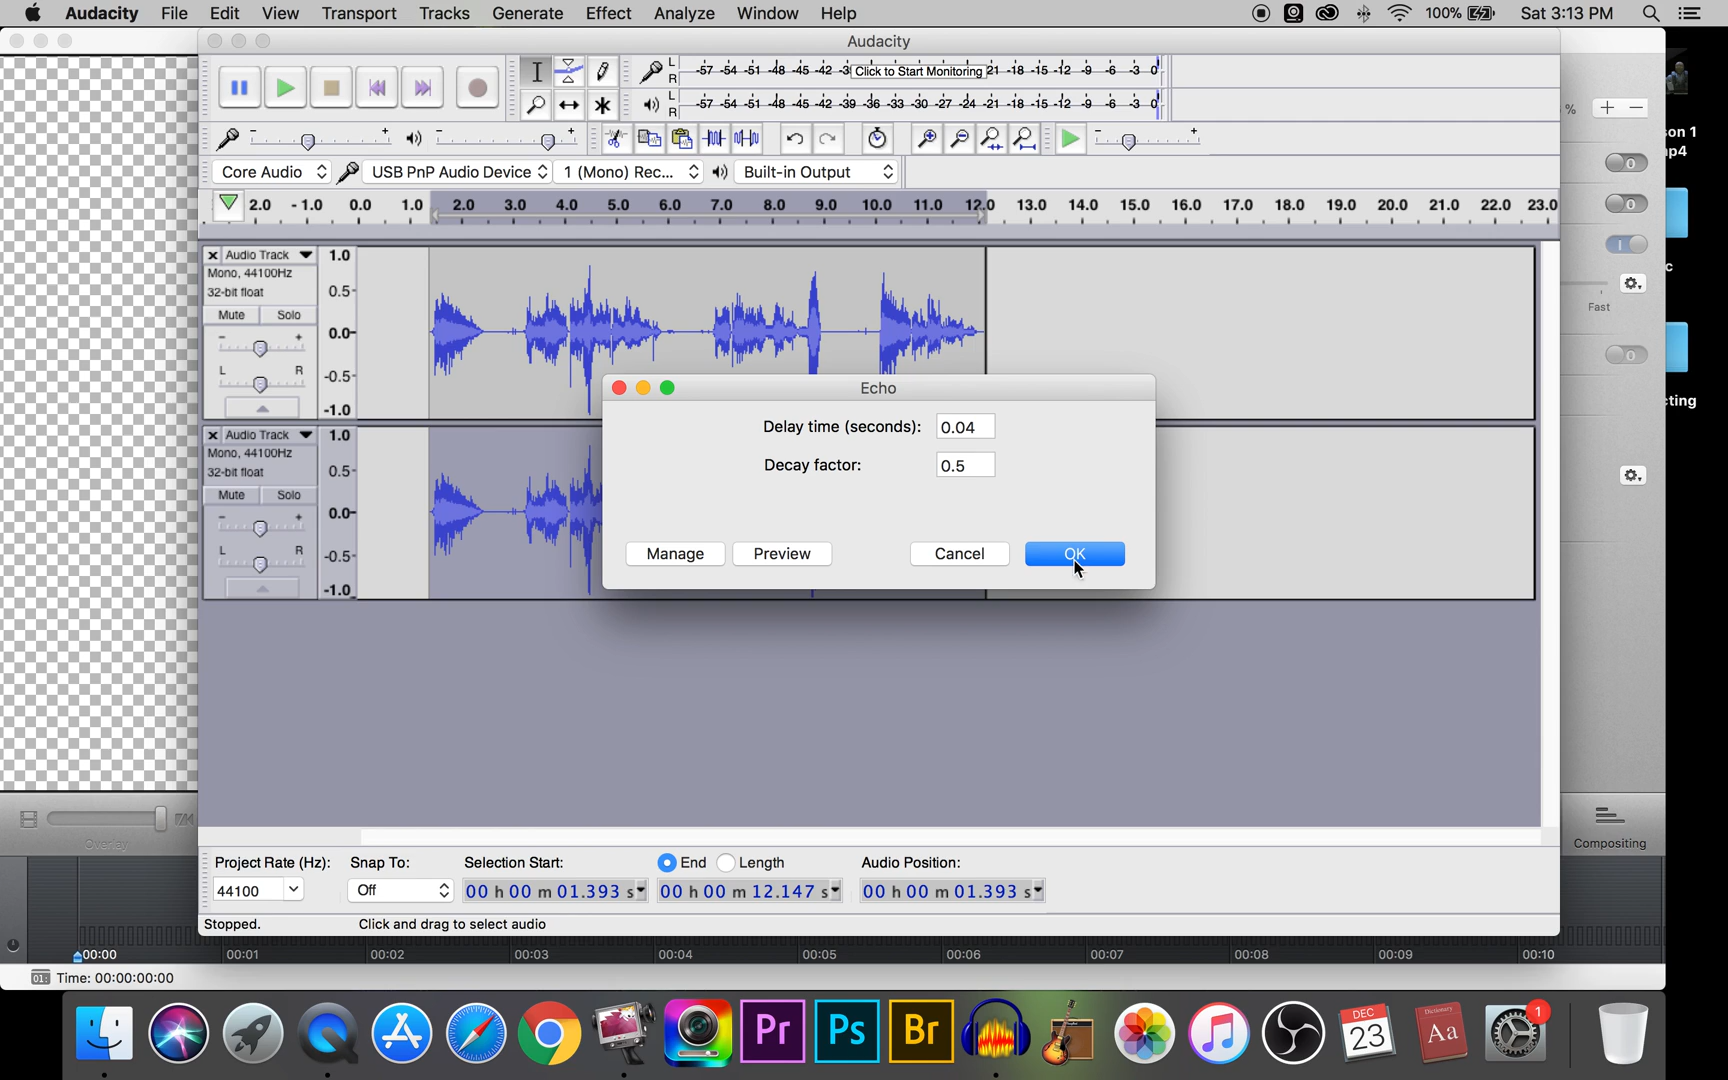 Audacity File Edit View Transport Tracks Generate Effect Analyze Window Help 100% Sat 3:13 PM
Audacity
L R -57 -54 -51 -48 -45 -42 -3 Click to Start Monitoring 21 -18 -15 -12 -9 -6 -3 0
L R -57 -54 -51 -48 -45 -42 -39 -36 -33 -30 -27 -24 -21 -18 -15 -12 -9 -6 -3 0
%
son 1
np4
Core Audio USB PnP Audio Device 1 (Mono) Rec... Built-in Output
2.0 - 1.0 0.0 1.0 2.0 3.0 4.0 5.0 6.0 7.0 8.0 9.0 10.0 11.0 12.0 13.0 14.0 15.0 16.0 17.0 18.0 19.0 20.0 21.0 22.0 23.0
X Audio Track 1.0
Mono, 44100Hz
32-bit float 0.5
Mute Solo
0.0
- +
L R -0.5
-1.0
c
Fast
cting
X Audio Track 1.0
Mono, 44100Hz
32-bit float 0.5
Mute Solo
0.0
- +
L R -0.5
-1.0
Echo
Delay time (seconds): 0.04
Decay factor: 0.5
Manage Preview Cancel OK
Overlay
Compositing
Project Rate (Hz): Snap To: Selection Start: End Length Audio Position:
44100 Off 00 h 00 m 01.393 s 00 h 00 m 12.147 s 00 h 00 m 01.393 s
Stopped. Click and drag to select audio
00:00 00:01 00:02 00:03 00:04 00:05 00:06 00:07 00:08 00:09 00:10
01: Time: 00:00:00:00
Pr Ps Br DEC 23 Dictionary Aa 1